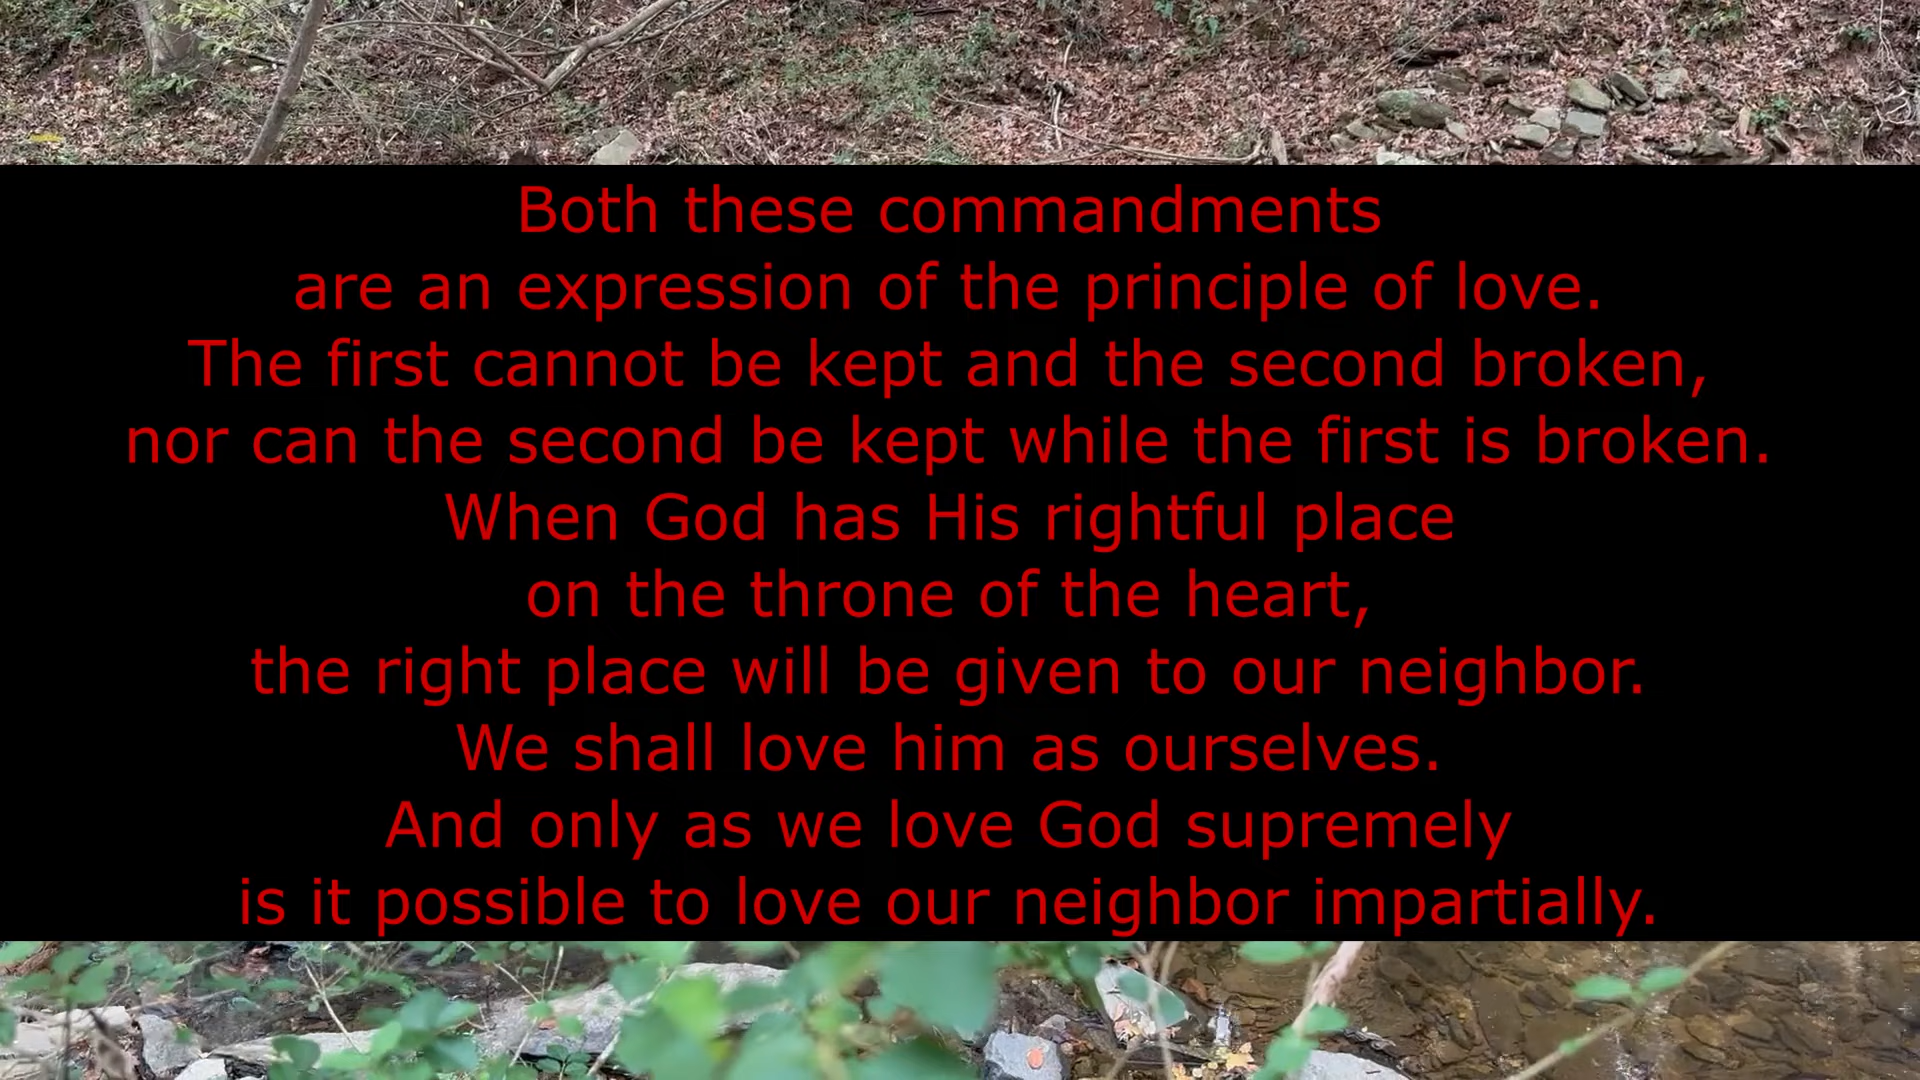 Both these commandments
are an expression of the principle of love.
The first cannot be kept and the second broken,
nor can the second be kept while the first is broken.
When God has His rightful place
on the throne of the heart,
the right place will be given to our neighbor.
We shall love him as ourselves.
And only as we love God supremely
is it possible to love our neighbor impartially.